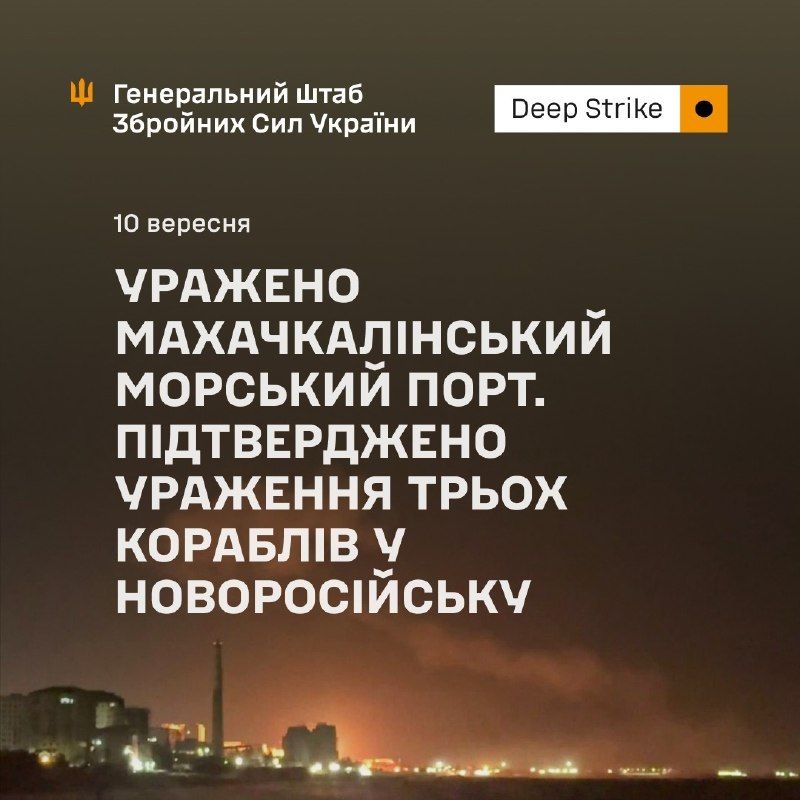 Генеральний Штаб
Збройних Сил України
Deep Strike
10 вересня
УРАЖЕНО
МАХАЧКАЛІНСЬКИЙ
МОРСЬКИЙ ПОРТ.
ПІДТВЕРДЖЕНО
УРАЖЕННЯ ТРЬОХ
КОРАБЛІВ У
НОВОРОСІЙСЬКУ